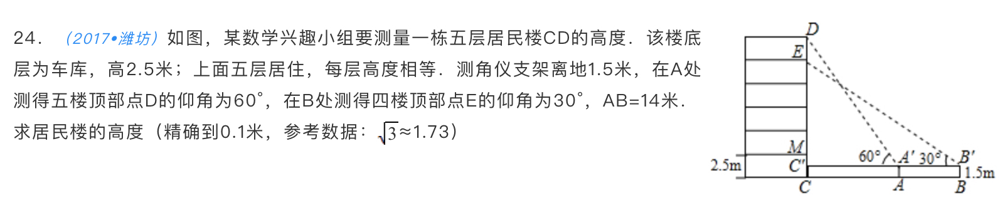 24. （2017•潍坊）如图，某数学兴趣小组要测量一栋五层居民楼CD的高度．该楼底
层为车库，高2.5米；上面五层居住，每层高度相等．测角仪支架离地1.5米，在A处
测得五楼顶部点D的仰角为60°，在B处测得四楼顶部点E的仰角为30°，AB=14米．
求居民楼的高度（精确到0.1米，参考数据：√3≈1.73）
D
E
M
60° A' 30° B'
2.5m
C'
1.5m
C A B